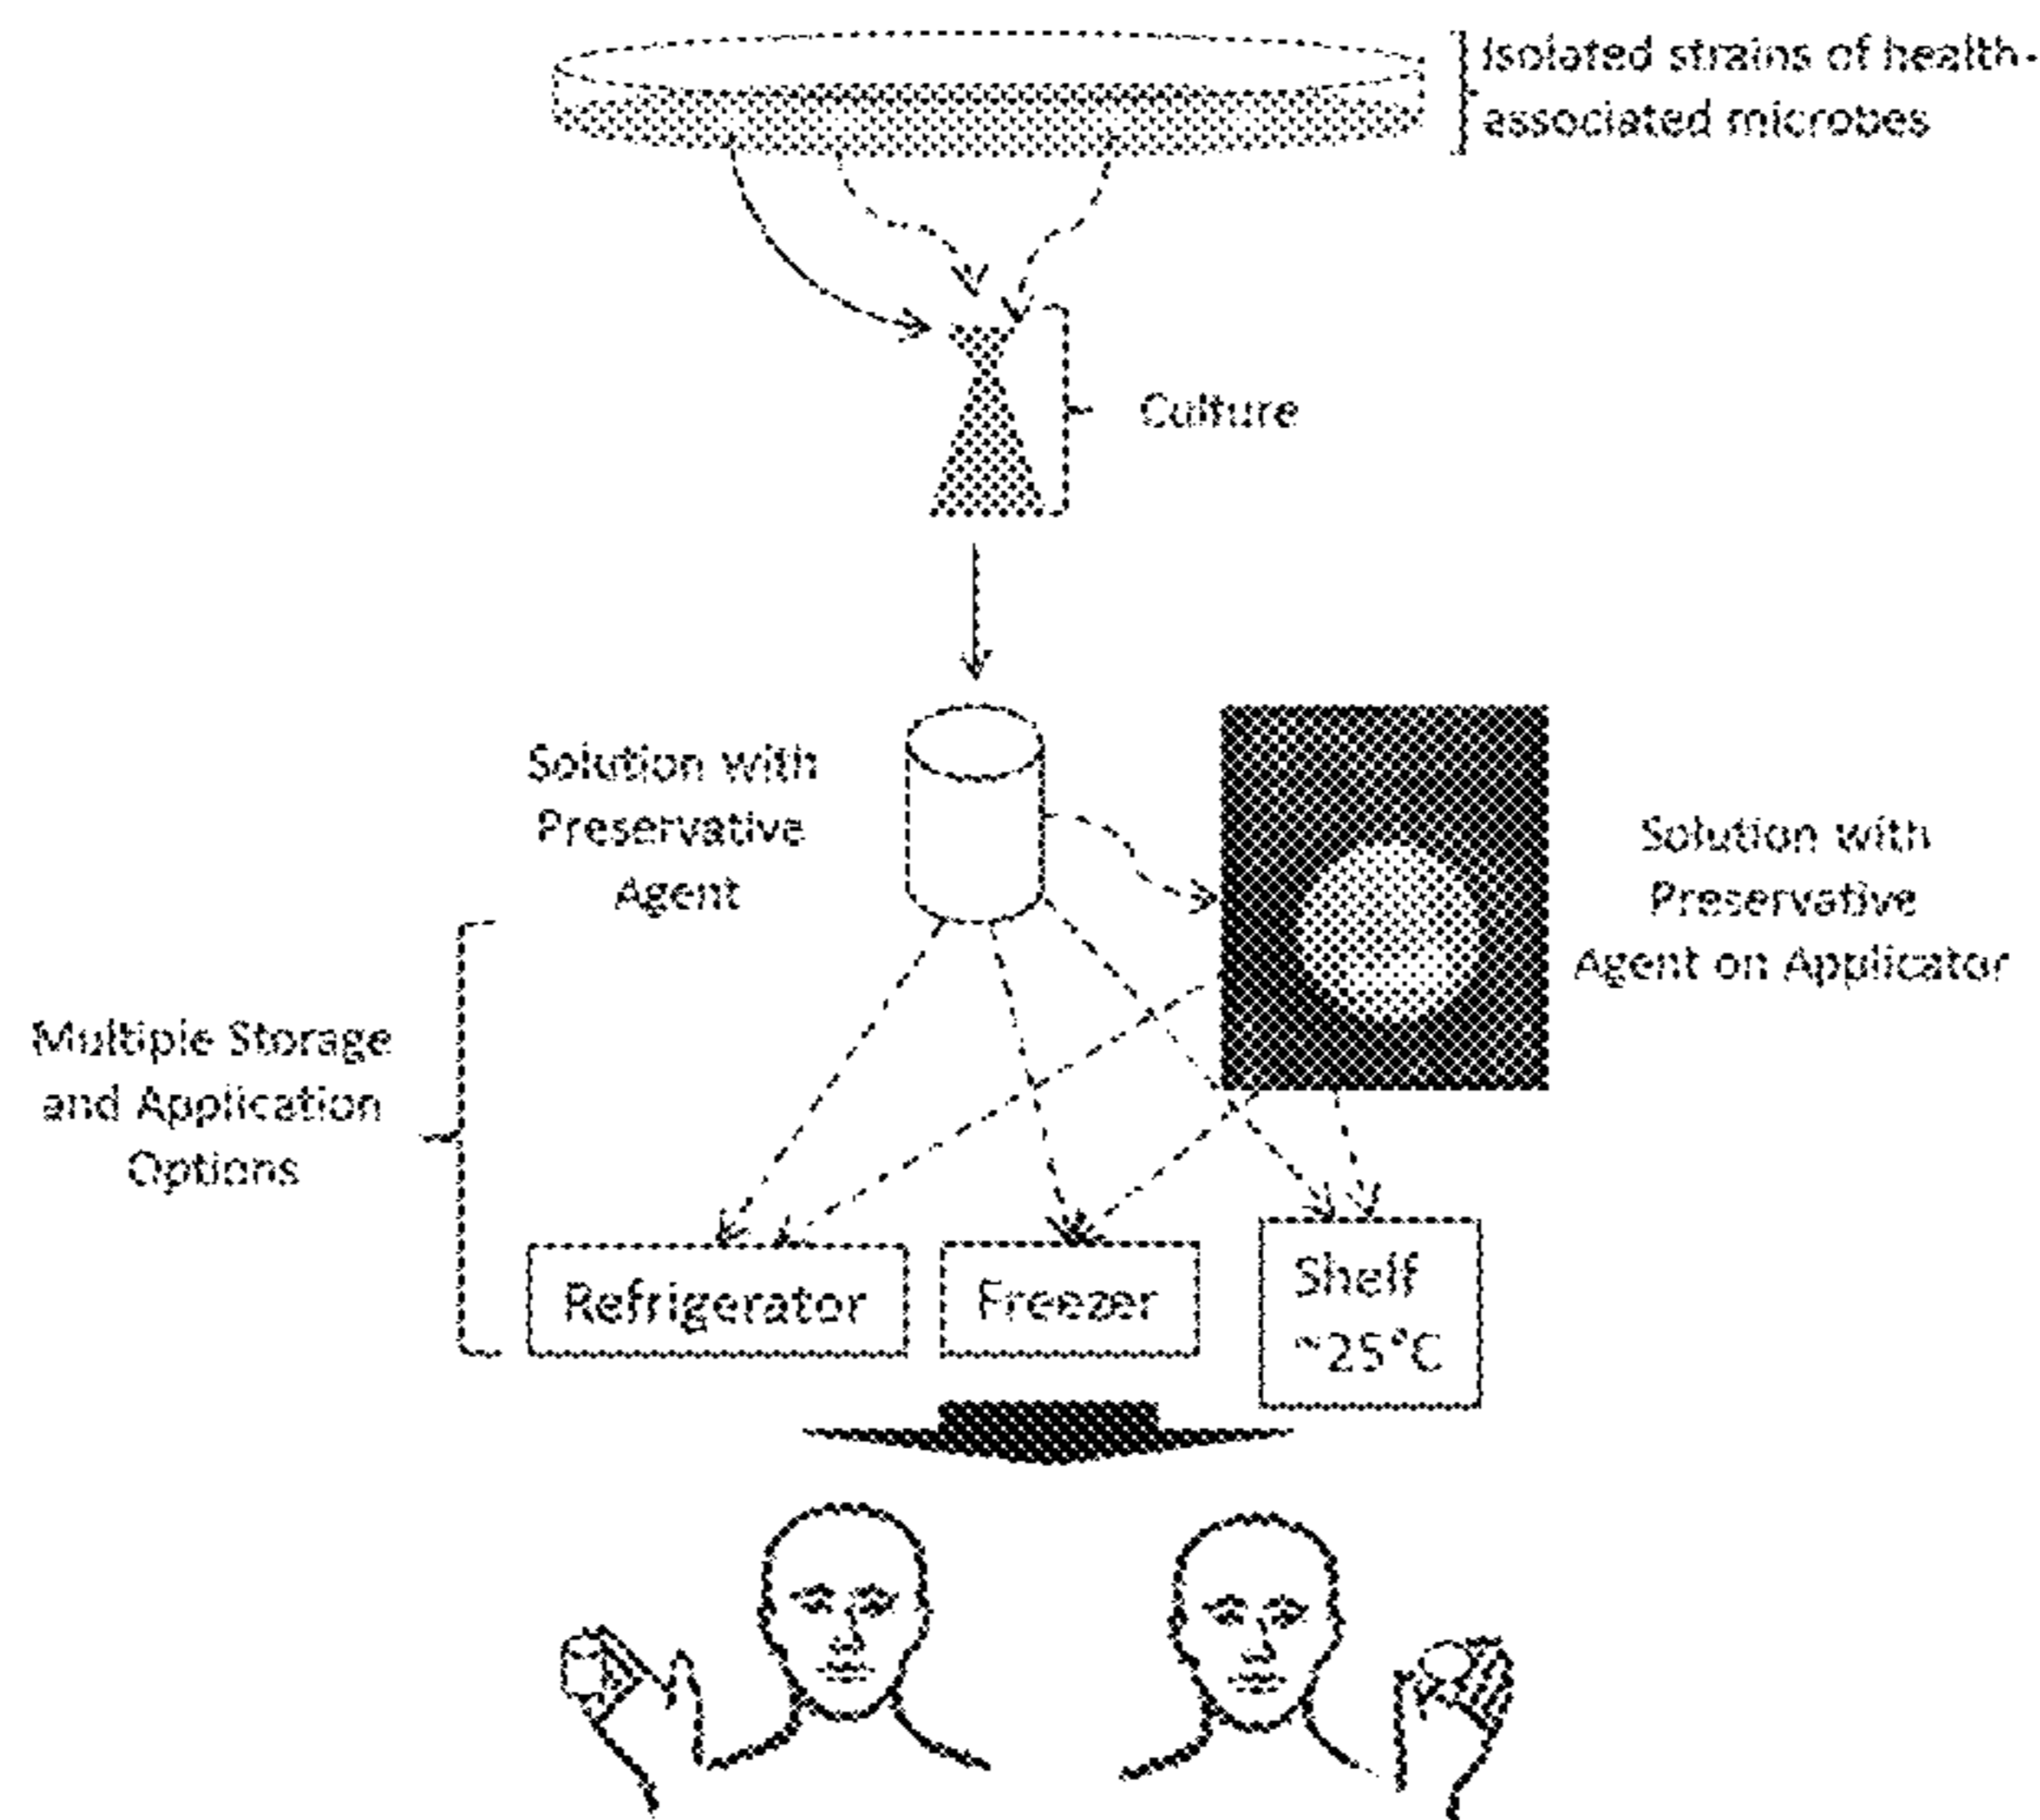 Isolated strains of health-
associated microbes
Culture
Solution with
Preservative
Agent
Solution with
Preservative
Agent on Applicator
Multiple Storage
and Application
Options
Refrigerator
Freezer
Shelf
~25°C